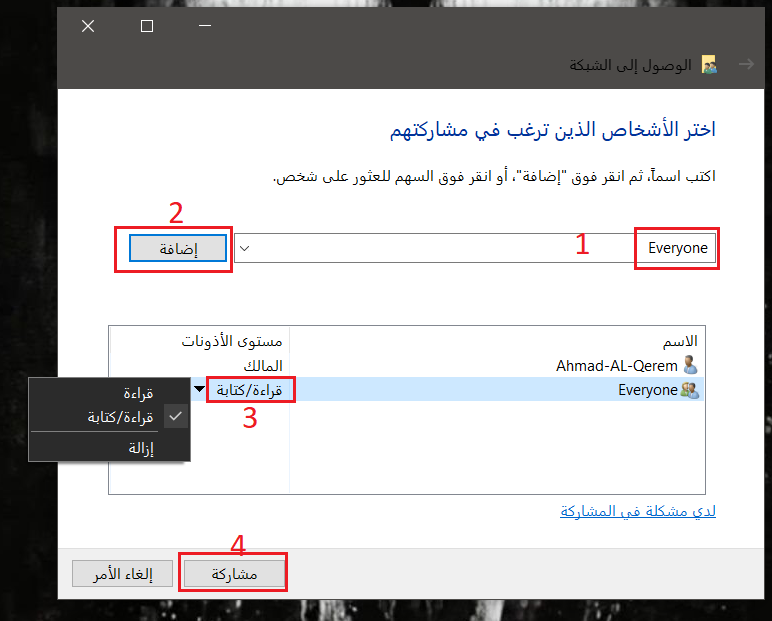 الوصول إلى الشبكة
اختر الأشخاص الذين ترغب في مشاركتهم
اكتب اسماً، ثم انقر فوق "إضافة"، أو انقر فوق السهم للعثور على شخص.
2
Everyone 1 إضافة
الاسم مستوى الأذونات
Ahmad-AL-Qerem المالك
Everyone قراءة/كتابة
3
قراءة
قراءة/كتابة
إزالة
لدي مشكلة في المشاركة
4
مشاركة إلغاء الأمر